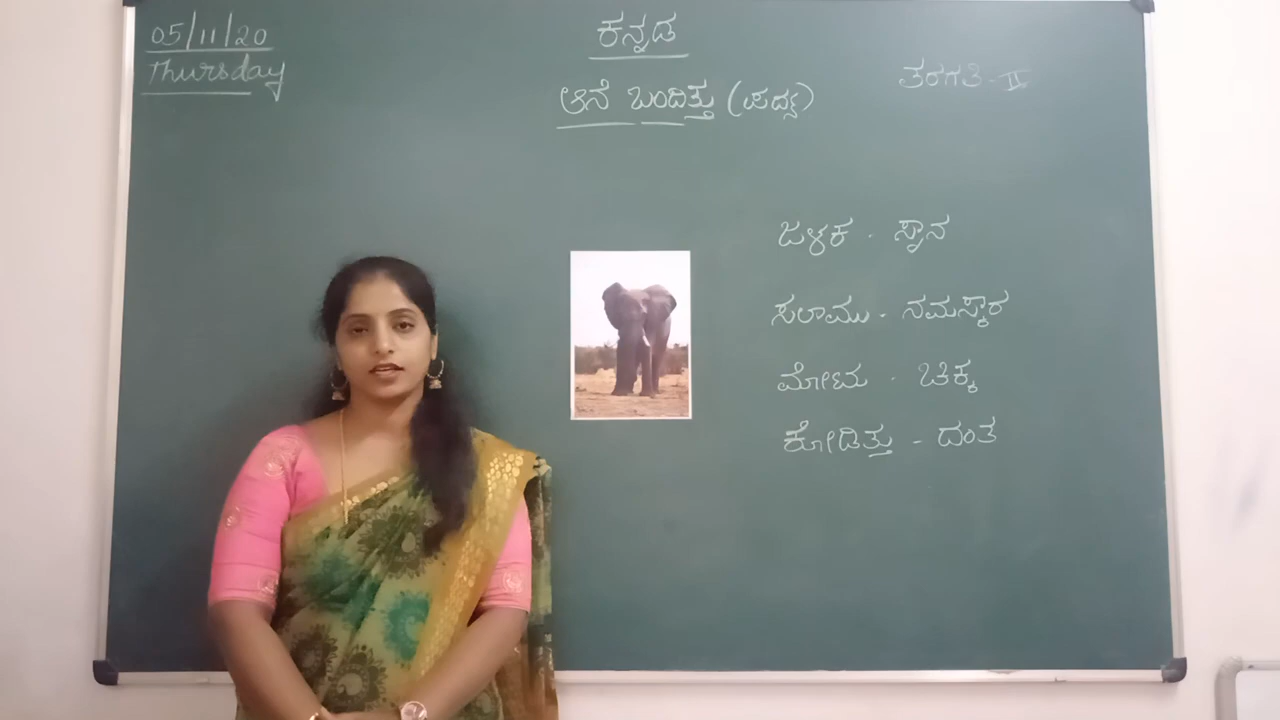 05/11/20
Thursday
ಕನ್ನಡ
ಆನೆ ಬಂದಿತ್ತು (ಪದ್ಯ)
ತರಗತಿ - II
ಜಳಕ - ಸ್ನಾನ
ಸಲಾಮು - ನಮಸ್ಕಾರ
ಮೋಟು - ಚಿಕ್ಕ
ಕೋಡಿತ್ತು - ದಂತ